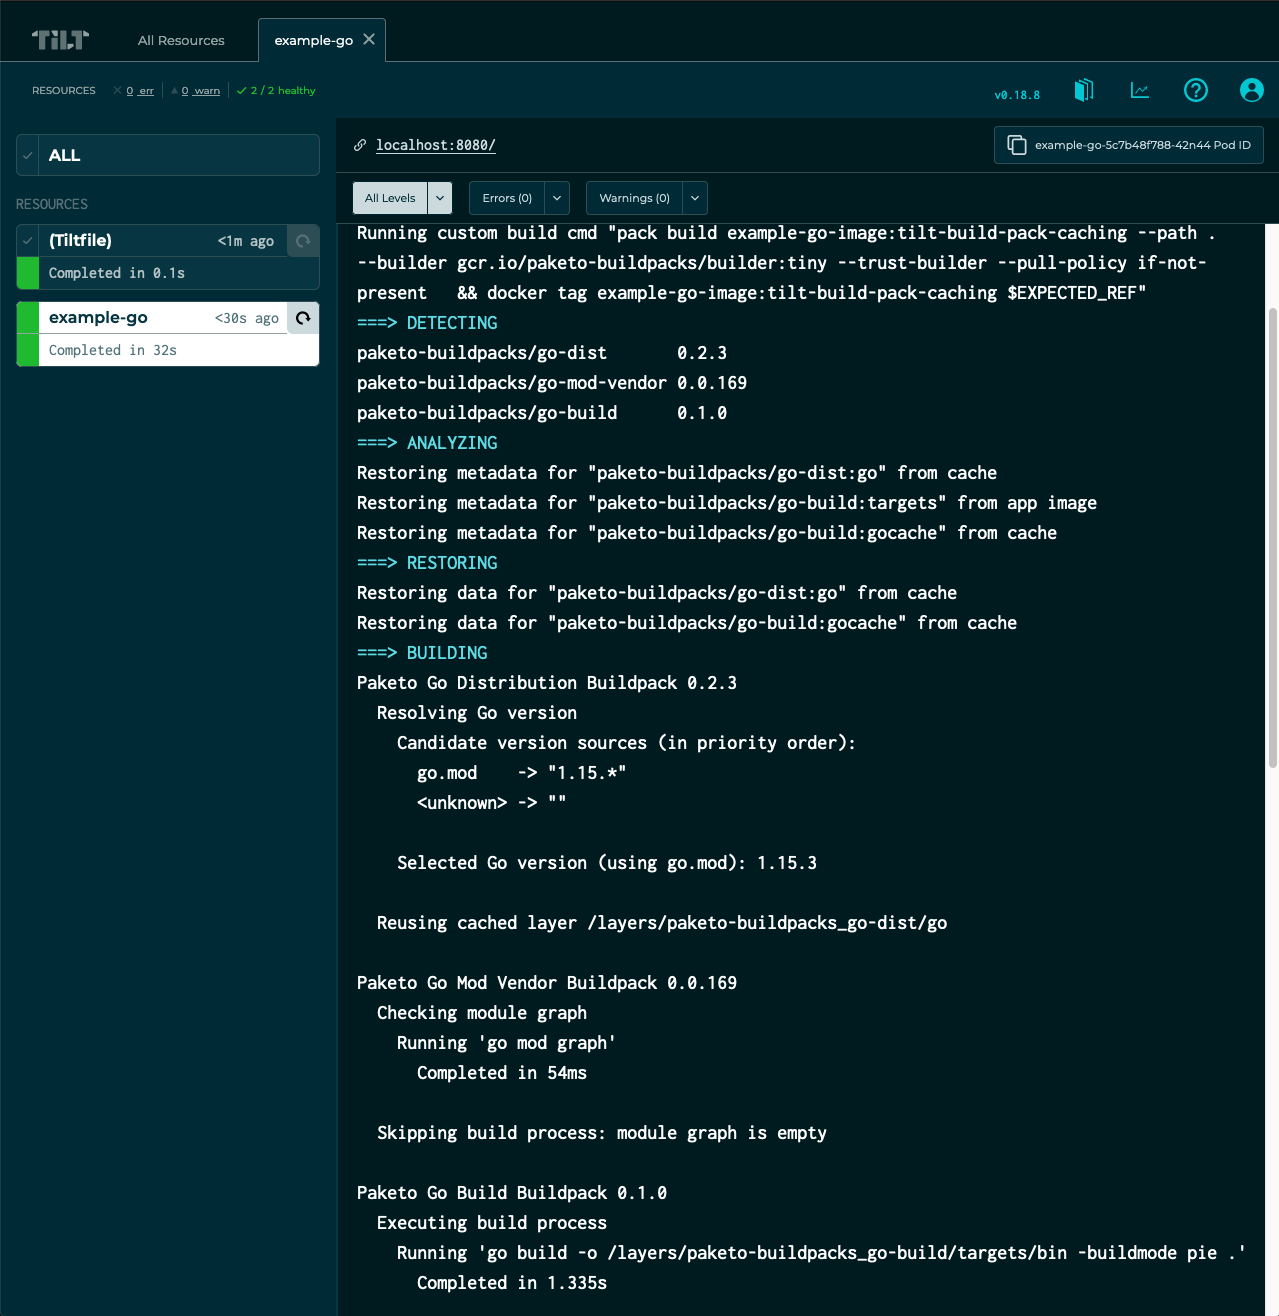 TILT
All Resources
example-go
RESOURCES 0 err 0 warn 2 / 2 healthy
v0.18.8
ALL
localhost:8080/
example-go-5c7b48f788-42n44 Pod ID
RESOURCES
All Levels
Errors (0)
Warnings (0)
(Tiltfile) <1m ago
Completed in 0.1s
example-go <30s ago
Completed in 32s
Running custom build cmd "pack build example-go-image:tilt-build-pack-caching --path .
--builder gcr.io/paketo-buildpacks/builder:tiny --trust-builder --pull-policy if-not-
present   && docker tag example-go-image:tilt-build-pack-caching $EXPECTED_REF"
===> DETECTING
paketo-buildpacks/go-dist       0.2.3
paketo-buildpacks/go-mod-vendor 0.0.169
paketo-buildpacks/go-build      0.1.0
===> ANALYZING
Restoring metadata for "paketo-buildpacks/go-dist:go" from cache
Restoring metadata for "paketo-buildpacks/go-build:targets" from app image
Restoring metadata for "paketo-buildpacks/go-build:gocache" from cache
===> RESTORING
Restoring data for "paketo-buildpacks/go-dist:go" from cache
Restoring data for "paketo-buildpacks/go-build:gocache" from cache
===> BUILDING
Paketo Go Distribution Buildpack 0.2.3
  Resolving Go version
    Candidate version sources (in priority order):
      go.mod    -> "1.15.*"
      <unknown> -> ""
    Selected Go version (using go.mod): 1.15.3
  Reusing cached layer /layers/paketo-buildpacks_go-dist/go
Paketo Go Mod Vendor Buildpack 0.0.169
  Checking module graph
    Running 'go mod graph'
      Completed in 54ms
  Skipping build process: module graph is empty
Paketo Go Build Buildpack 0.1.0
  Executing build process
    Running 'go build -o /layers/paketo-buildpacks_go-build/targets/bin -buildmode pie .'
      Completed in 1.335s